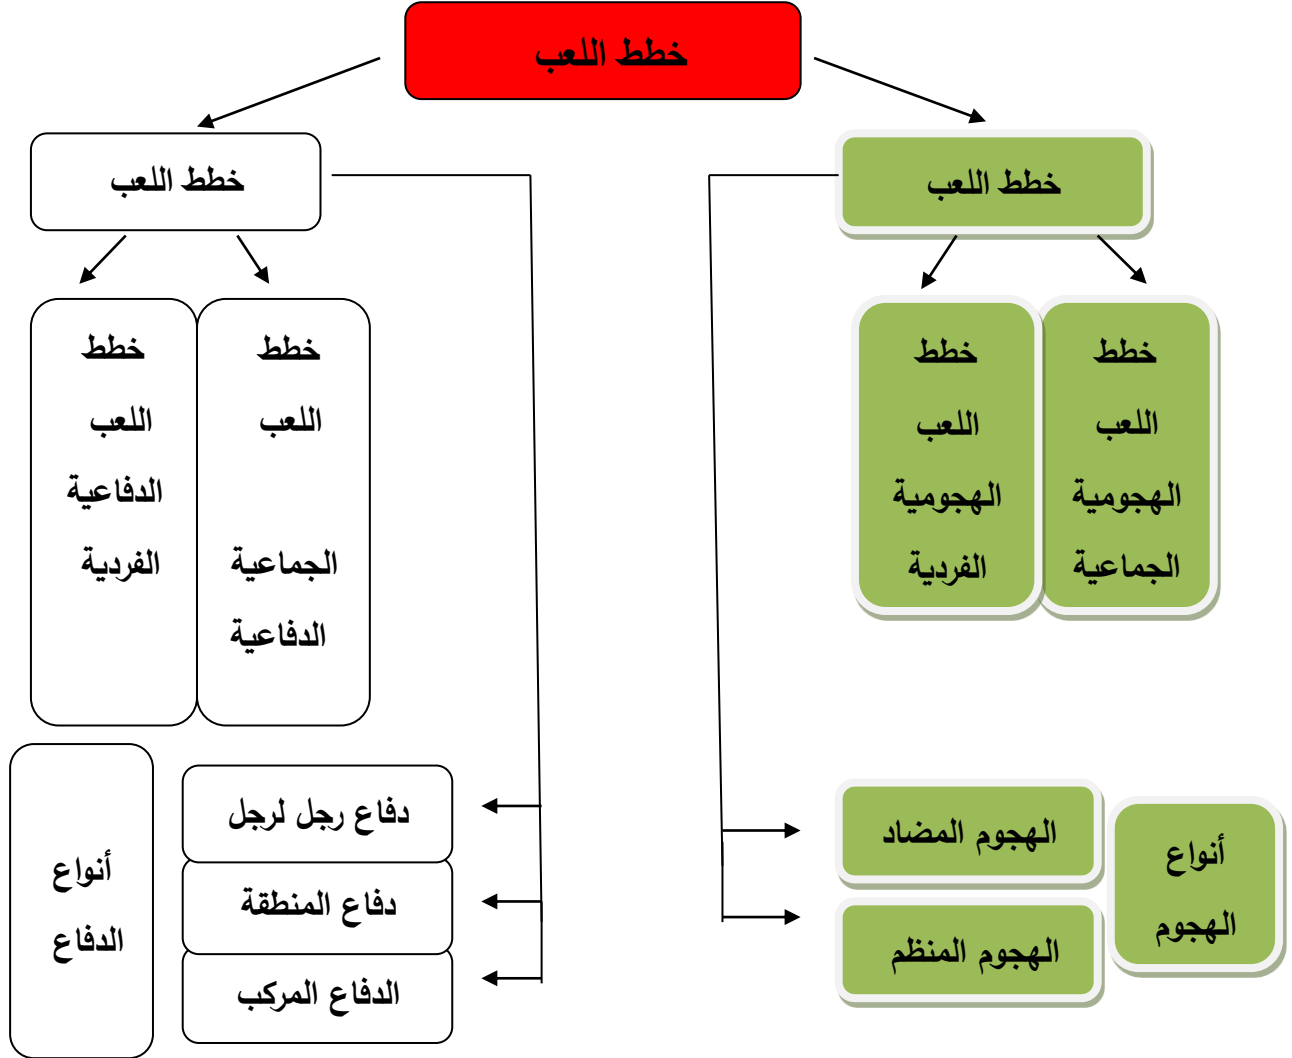 خطط اللعب
خطط اللعب
خطط اللعب
خطط
اللعب
الهجومية
الجماعية
خطط
اللعب
الهجومية
الفردية
خطط
اللعب
الجماعية
الدفاعية
خطط
اللعب
الدفاعية
الفردية
أنواع
الهجوم
الهجوم المضاد
الهجوم المنظم
دفاع رجل لرجل
دفاع المنطقة
الدفاع المركب
أنواع
الدفاع